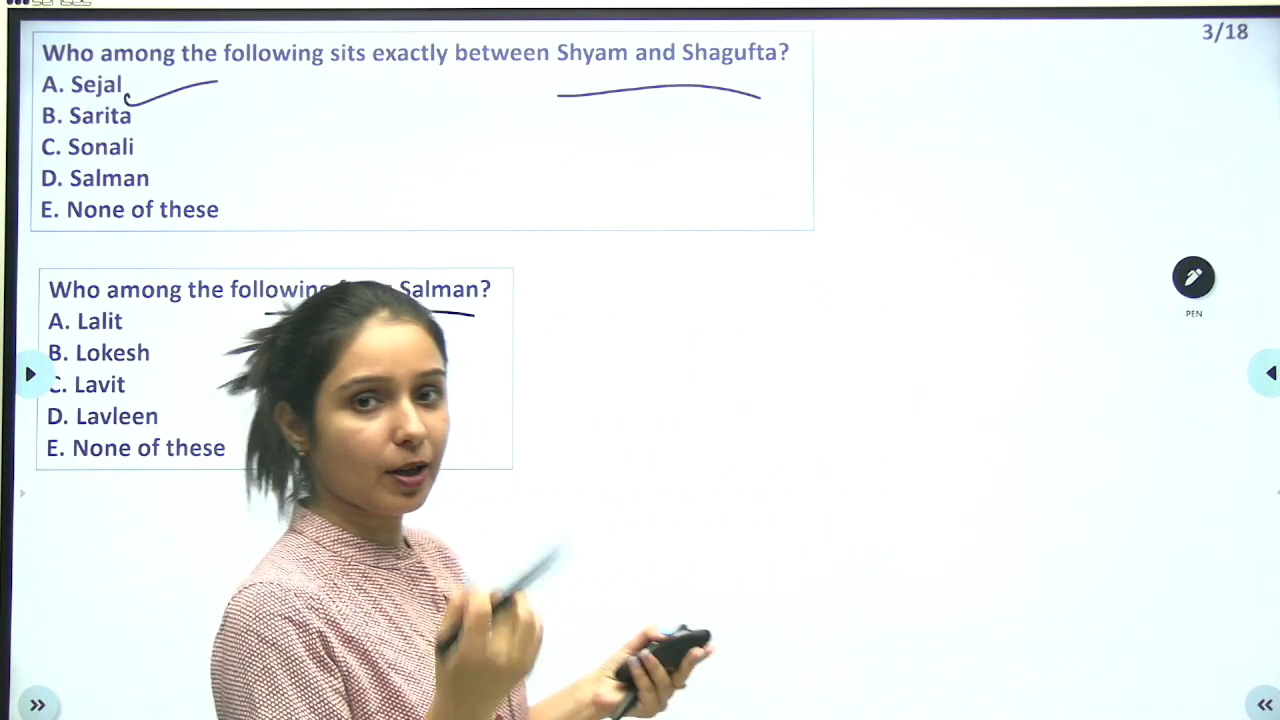 3/18
Who among the following sits exactly between Shyam and Shagufta?
A. Sejal
B. Sarita
C. Sonali
D. Salman
E. None of these
Who among the following Salman?
A. Lalit
B. Lokesh
C. Lavit
D. Lavleen
E. None of these
PEN